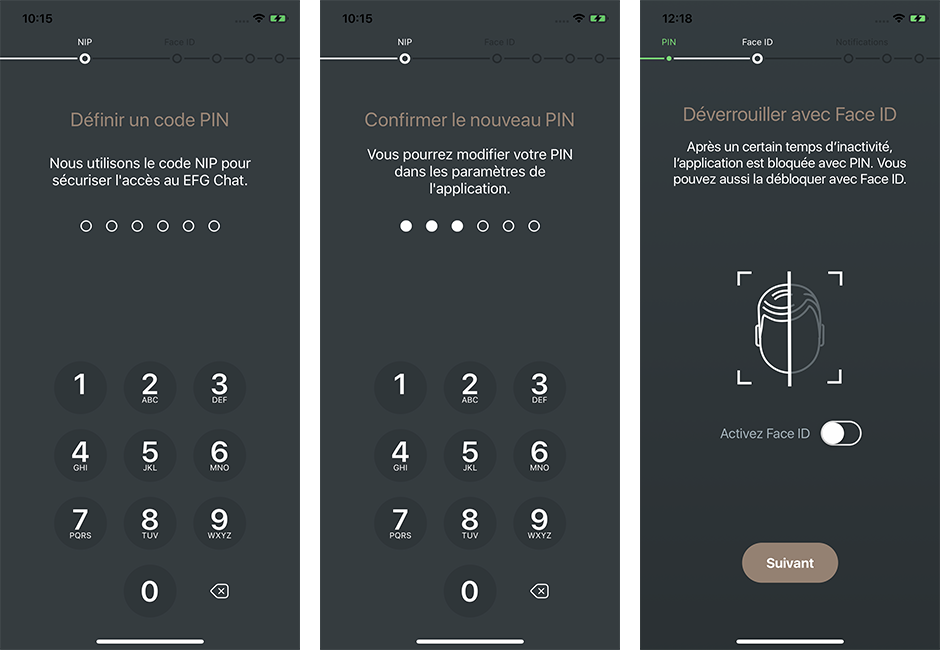 10:15
NIP
Face ID
Définir un code PIN
Nous utilisons le code NIP pour
sécuriser l'accès au EFG Chat.
1
2
ABC
3
DEF
4
GHI
5
JKL
6
MNO
7
PQRS
8
TUV
9
WXYZ
0
10:15
NIP
Face ID
Confirmer le nouveau PIN
Vous pourrez modifier votre PIN
dans les paramètres de
l'application.
1
2
ABC
3
DEF
4
GHI
5
JKL
6
MNO
7
PQRS
8
TUV
9
WXYZ
0
12:18
PIN
Face ID
Notifications
Déverrouiller avec Face ID
Après un certain temps d’inactivité,
l’application est bloquée avec PIN. Vous
pouvez aussi la débloquer avec Face ID.
Activez Face ID
Suivant